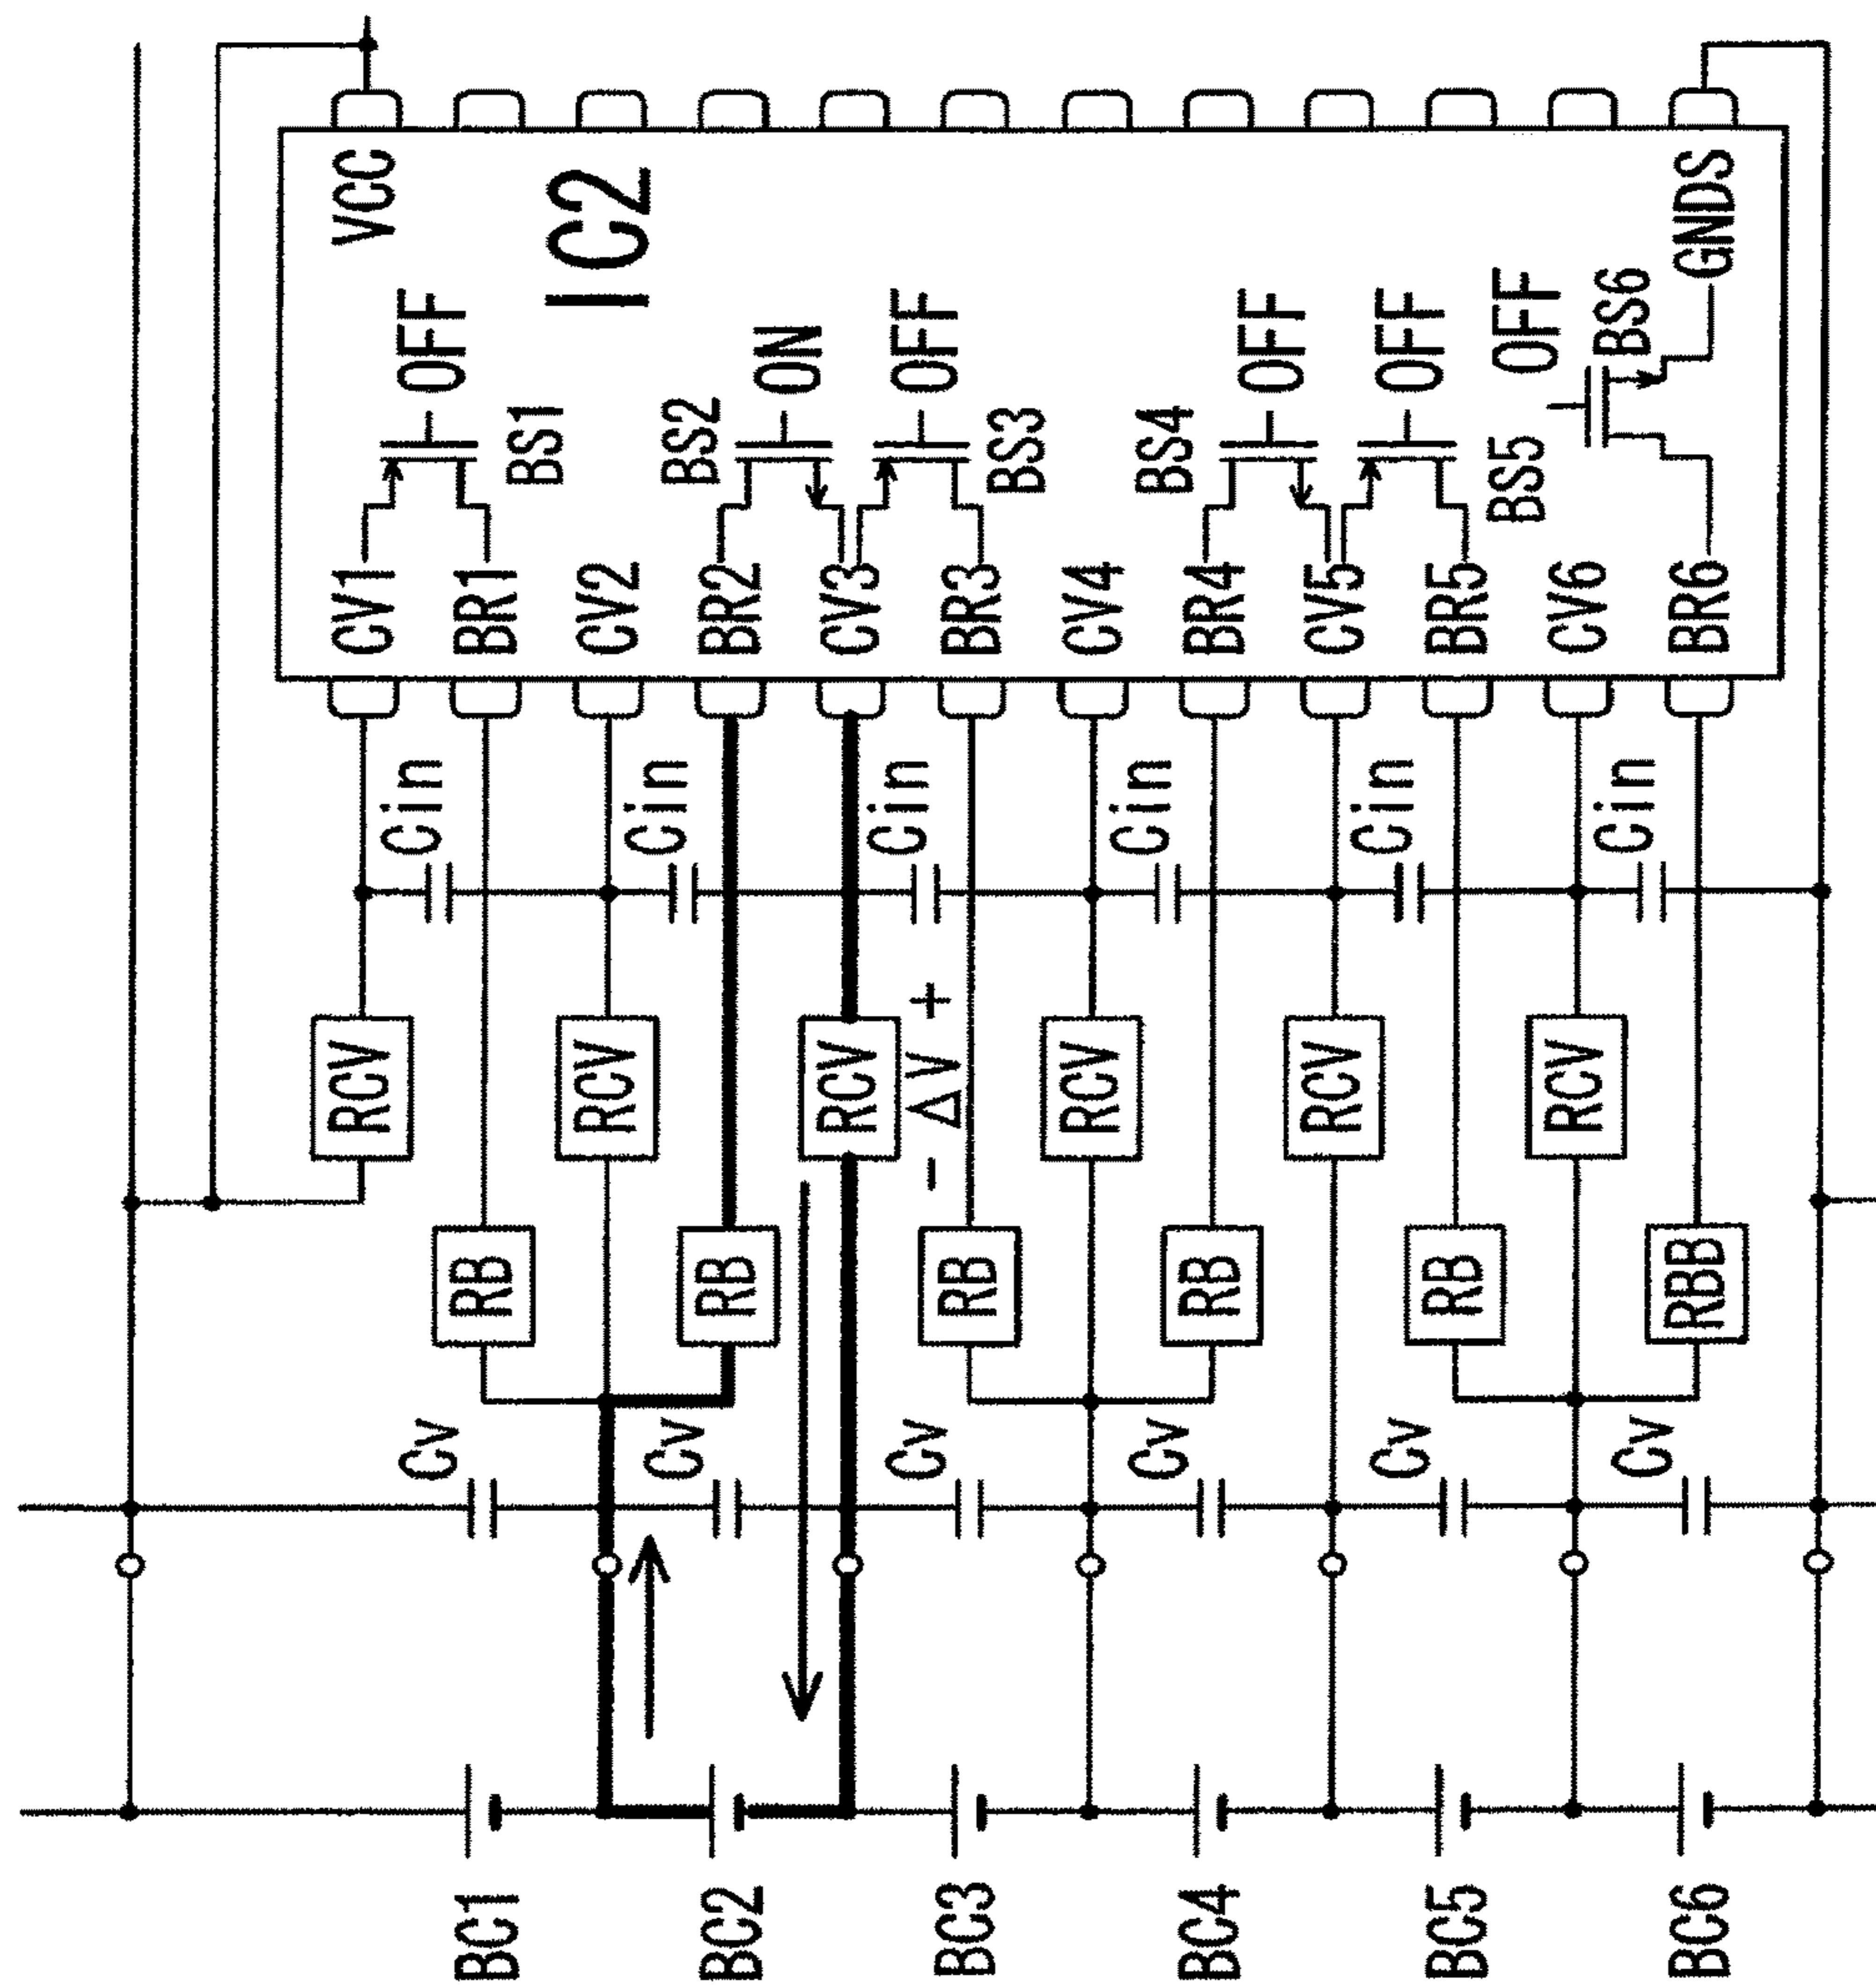 VCC
IC2
GNDS
OFF
ON
OFF
OFF
OFF
OFF
BS1
BS2
BS3
BS4
BS5
BS6
CV1
BR1
CV2
BR2
CV3
BR3
CV4
BR4
CV5
BR5
CV6
BR6
Cin
Cin
Cin
Cin
Cin
Cin
RCV
RCV
RCV
- ΔV +
RCV
RCV
RCV
RB
RB
RB
RB
RB
RBB
Cv
Cv
Cv
Cv
Cv
Cv
BC1
BC2
BC3
BC4
BC5
BC6